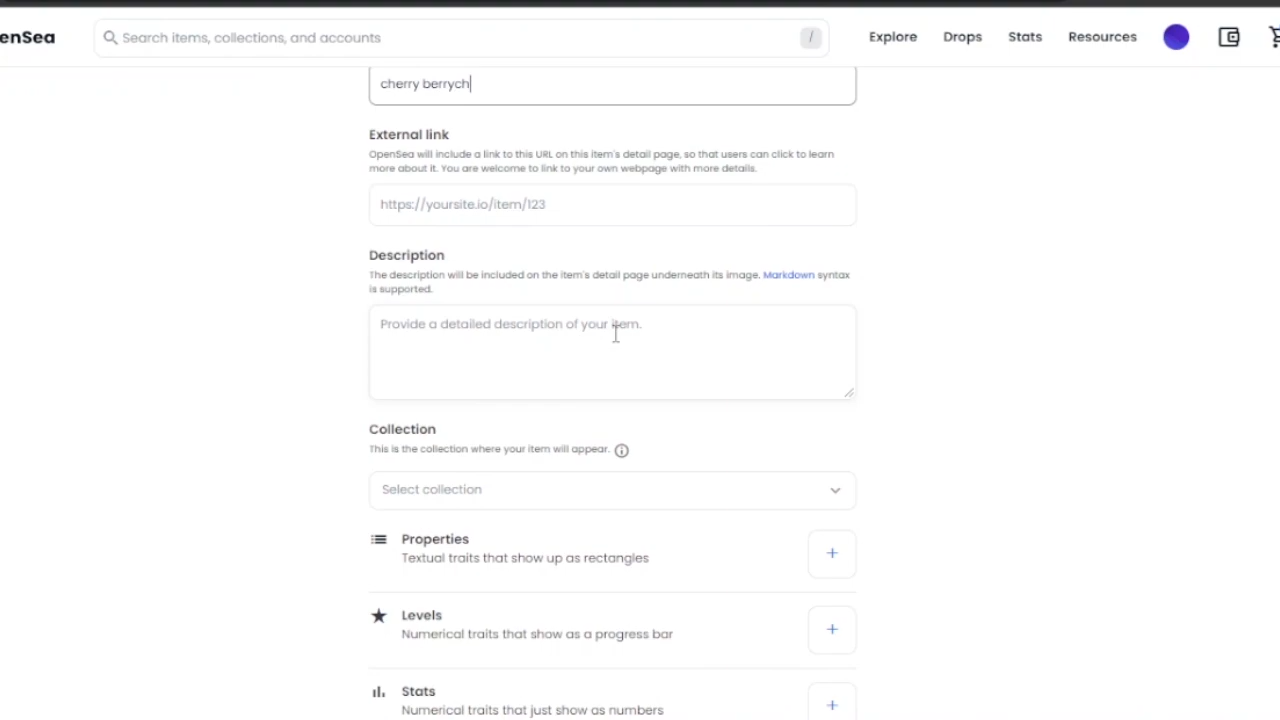 enSea
Search items, collections, and accounts
/
Explore
Drops
Stats
Resources
cherry berrych
External link
OpenSea will include a link to this URL on this item's detail page, so that users can click to learn
more about it. You are welcome to link to your own webpage with more details.
https://yoursite.io/item/123
Description
The description will be included on the item's detail page underneath its image. Markdown syntax
is supported.
Provide a detailed description of your item.
Collection
This is the collection where your item will appear.
Select collection
Properties
Textual traits that show up as rectangles
+
Levels
Numerical traits that show as a progress bar
+
Stats
Numerical traits that just show as numbers
+